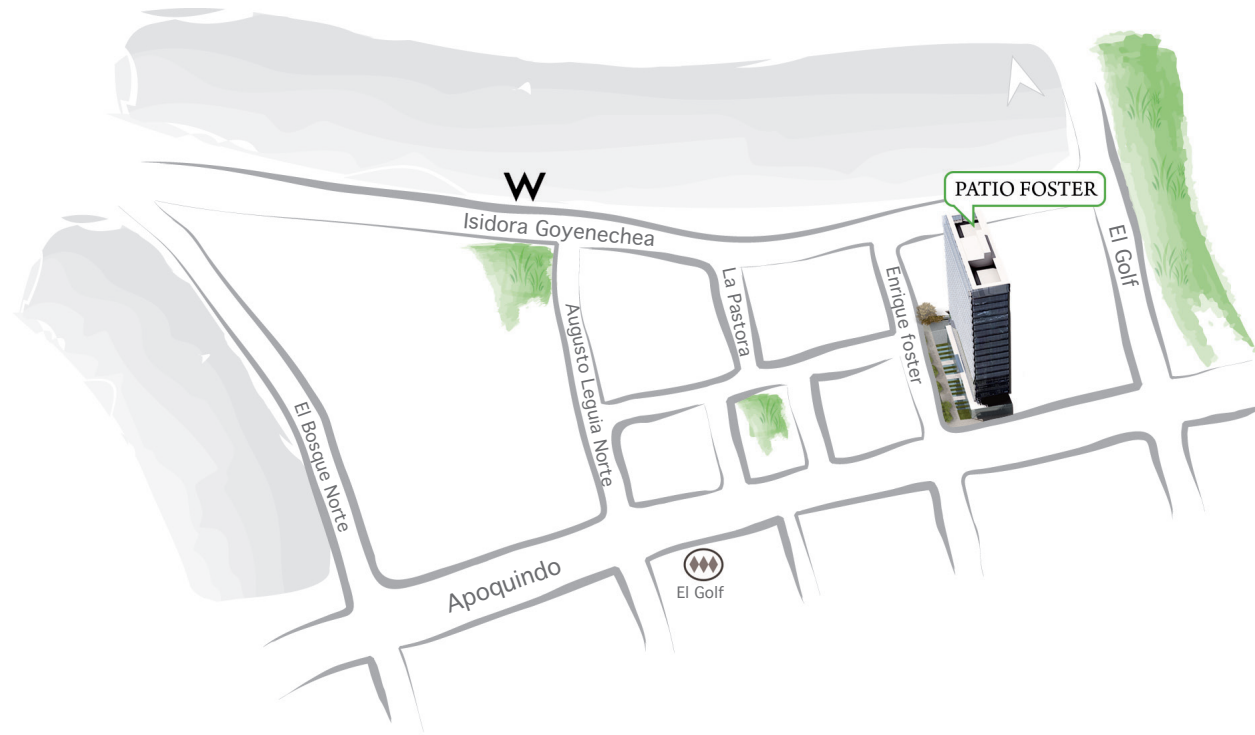 W
PATIO FOSTER
Isidora Goyenechea
El Golf
La Pastora
Enrique foster
Augusto Leguia Norte
El Bosque Norte
Apoquindo
El Golf